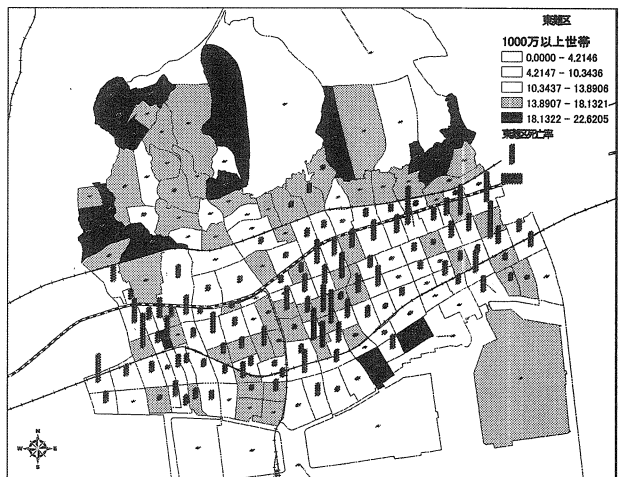 東灘区
1000万以上世帯
0.0000 - 4.2146
4.2147 - 10.3436
10.3437 - 13.8906
13.8907 - 18.1321
18.1322 - 22.6205
東灘区死亡率
N
W E
S